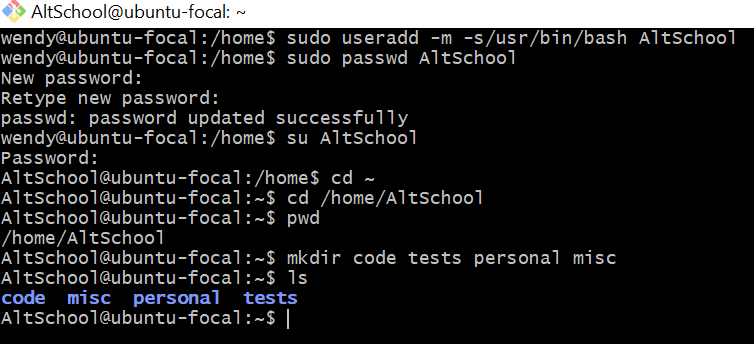 AltSchool@ubuntu-focal: ~
wendy@ubuntu-focal:/home$ sudo useradd -m -s/usr/bin/bash AltSchool
wendy@ubuntu-focal:/home$ sudo passwd AltSchool
New password:
Retype new password:
passwd: password updated successfully
wendy@ubuntu-focal:/home$ su AltSchool
Password:
AltSchool@ubuntu-focal:/home$ cd ~
AltSchool@ubuntu-focal:~$ cd /home/AltSchool
AltSchool@ubuntu-focal:~$ pwd
/home/AltSchool
AltSchool@ubuntu-focal:~$ mkdir code tests personal misc
AltSchool@ubuntu-focal:~$ ls
code  misc  personal  tests
AltSchool@ubuntu-focal:~$